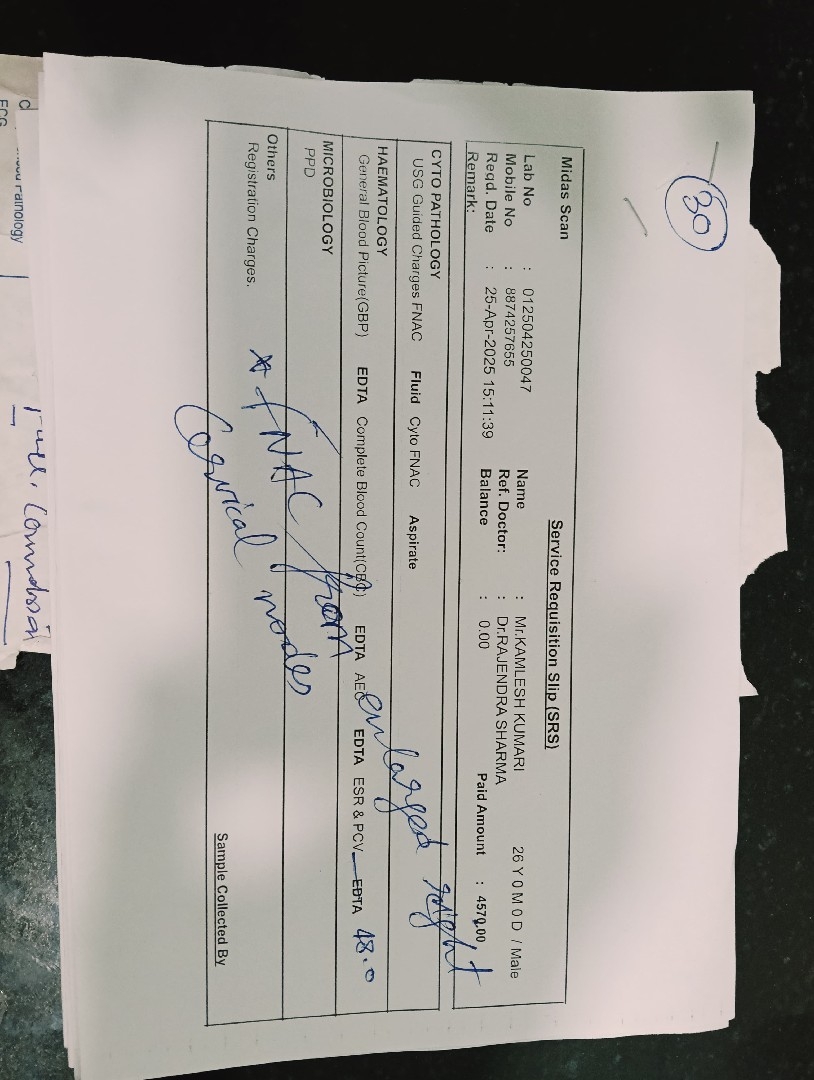 30
Midas Scan
Service Requisition Slip (SRS)
Lab No : 012504250047 Name : Mr.KAMLESH KUMARI 26 Y 0 M 0 D / Male
Mobile No : 8874257655 Ref. Doctor: : Dr.RAJENDRA SHARMA
Reqd. Date : 25-Apr-2025 15:11:39 Balance : 0.00 Paid Amount : 4570.00
Remark:
CYTO PATHOLOGY
USG Guided Charges FNAC Fluid Cyto FNAC Aspirate
HAEMATOLOGY
General Blood Picture(GBP) EDTA Complete Blood Count(CBC) EDTA AEC EDTA ESR & PCV EDTA 48.0
MICROBIOLOGY
PPD
Others
Registration Charges.
* FNAC from enlarged right
Cervical nodes
Sample Collected By
Pathology
ECG